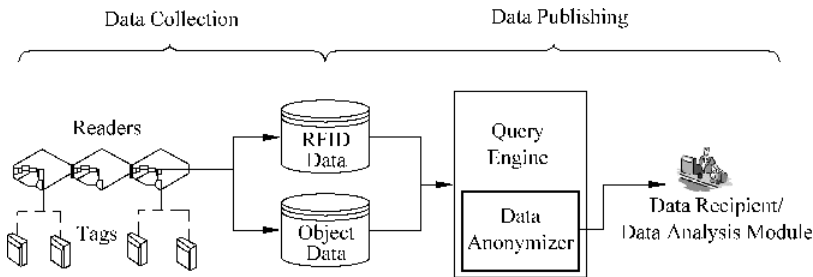 Data Collection
Data Publishing
Readers
Tags
RFID
Data
Object
Data
Query
Engine
Data
Anonymizer
Data Recipient/
Data Analysis Module